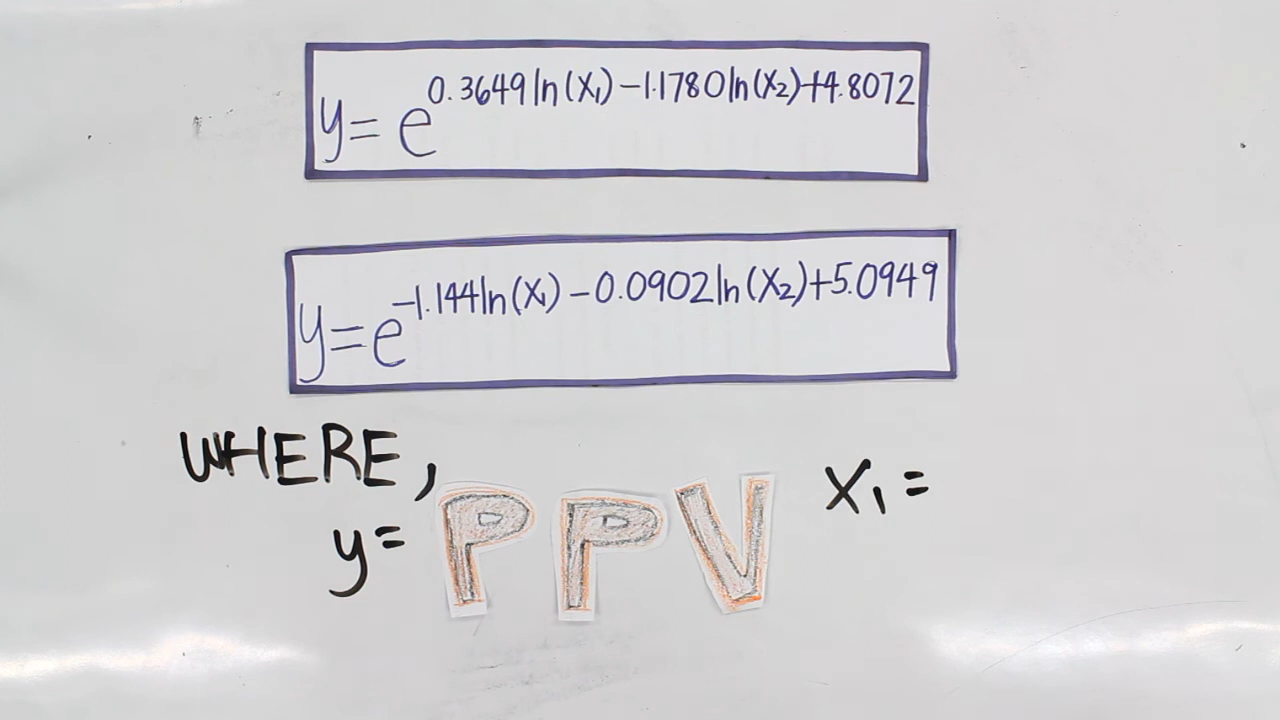 y = e^0.3649 ln(X₁) – 1.1780 ln(X₂) + 4.8072
y = e^-1.144 ln(X₁) – 0.0902 ln(X₂) + 5.0949
WHERE,
y = PPV X₁ =